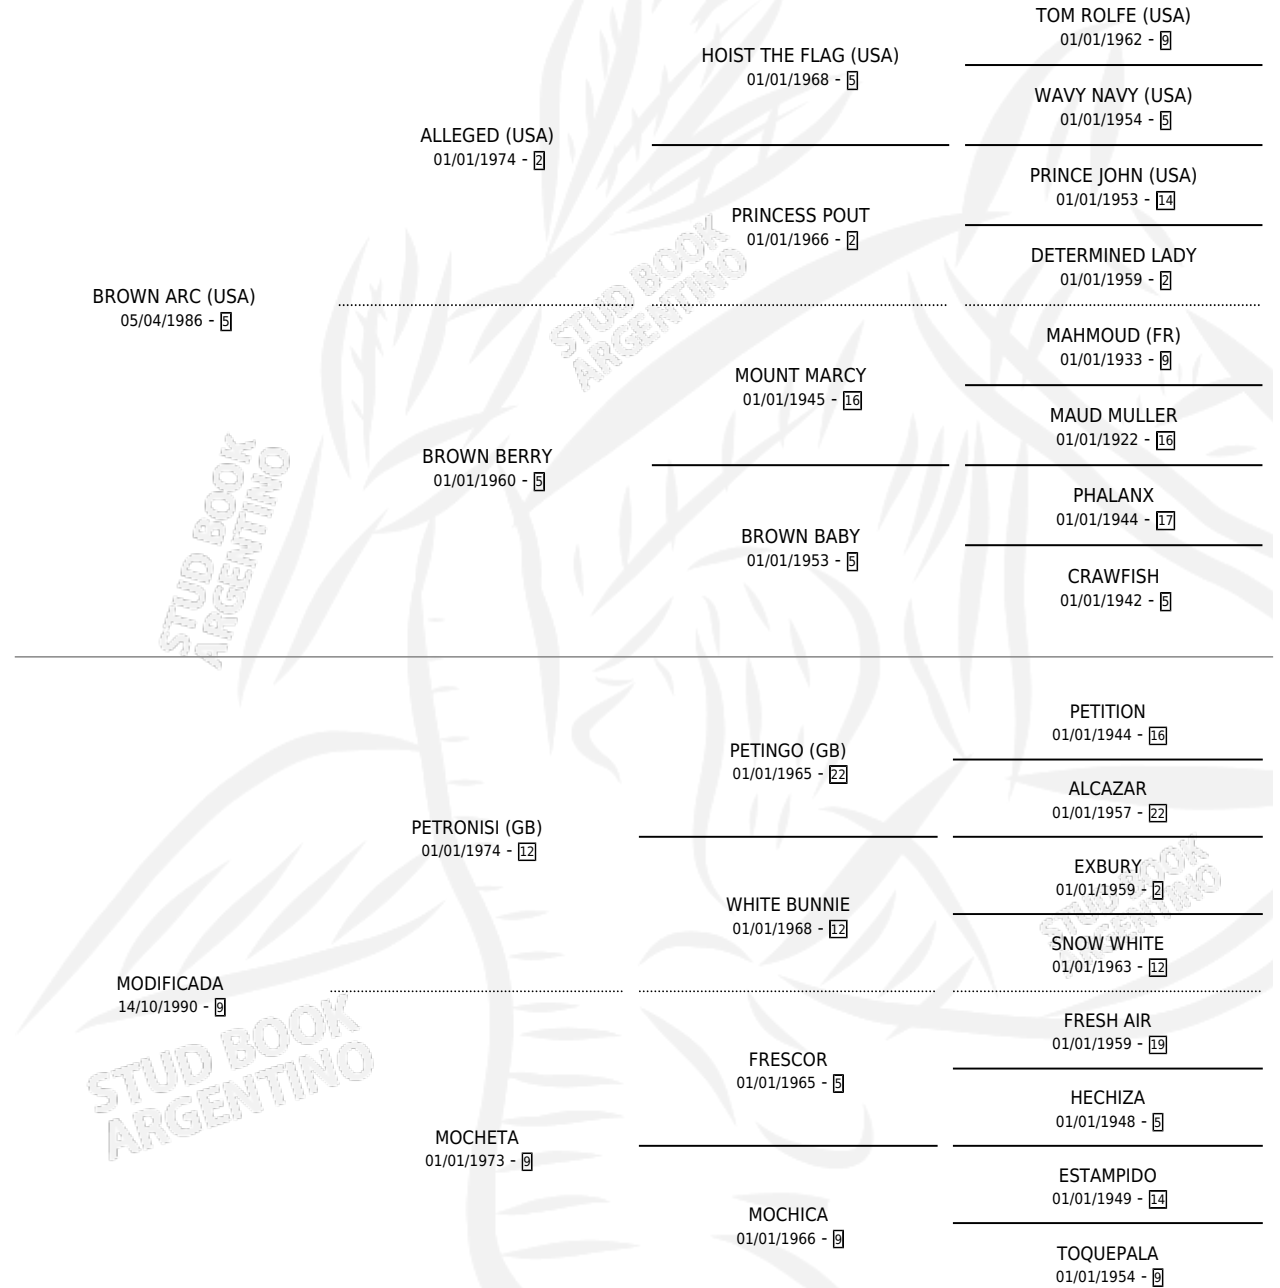 TOM ROLFE (USA)
01/01/1962 - 9
HOIST THE FLAG (USA)
01/01/1968 - 5
WAVY NAVY (USA)
01/01/1954 - 5
ALLEGED (USA)
01/01/1974 - 2
PRINCE JOHN (USA)
01/01/1953 - 14
PRINCESS POUT
01/01/1966 - 2
DETERMINED LADY
01/01/1959 - 2
BROWN ARC (USA)
05/04/1986 - 5
STUD BOOK
ARGENTINO
MAHMOUD (FR)
01/01/1933 - 9
MOUNT MARCY
01/01/1945 - 16
MAUD MULLER
01/01/1922 - 16
BROWN BERRY
01/01/1960 - 5
PHALANX
01/01/1944 - 17
BROWN BABY
01/01/1953 - 5
CRAWFISH
01/01/1942 - 5
STUD BOOK
ARGENTINO
PETITION
01/01/1944 - 16
PETINGO (GB)
01/01/1965 - 22
ALCAZAR
01/01/1957 - 22
PETRONISI (GB)
01/01/1974 - 12
EXBURY
01/01/1959 - 2
WHITE BUNNIE
01/01/1968 - 12
SNOW WHITE
01/01/1963 - 12
STUD BOOK
ARGENTINO
MODIFICADA
14/10/1990 - 9
STUD BOOK
ARGENTINO
FRESH AIR
01/01/1959 - 19
FRESCOR
01/01/1965 - 5
HECHIZA
01/01/1948 - 5
MOCHETA
01/01/1973 - 9
ESTAMPIDO
01/01/1949 - 14
MOCHICA
01/01/1966 - 9
TOQUEPALA
01/01/1954 - 9